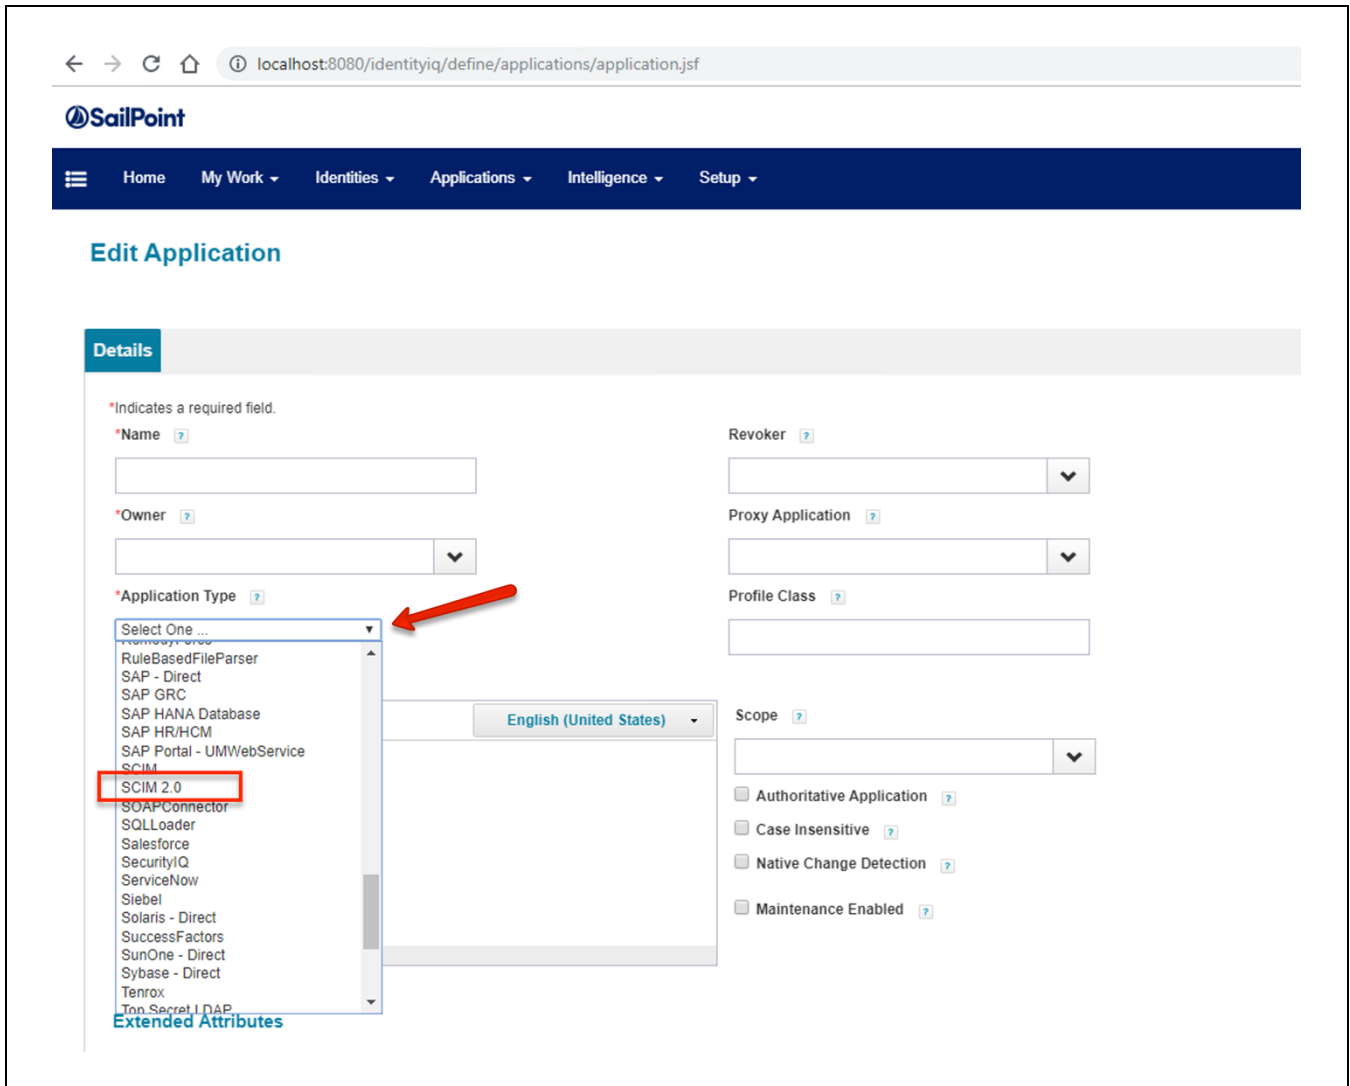 localhost:8080/identityiq/define/applications/application.jsf
SailPoint
Home My Work Identities Applications Intelligence Setup
Edit Application
Details
*Indicates a required field.
*Name ?
Revoker ?
*Owner ?
Proxy Application ?
*Application Type ?
Profile Class ?
Select One ...
RuleBasedFileParser
SAP - Direct
SAP GRC
SAP HANA Database
SAP HR/HCM
SAP Portal - UMWebService
SCIM
SCIM 2.0
SOAPConnector
SQLLoader
Salesforce
SecurityIQ
ServiceNow
Siebel
Solaris - Direct
SuccessFactors
SunOne - Direct
Sybase - Direct
Tenrox
Top Secret LDAP
English (United States)
Scope ?
Authoritative Application ?
Case Insensitive ?
Native Change Detection ?
Maintenance Enabled ?
Extended Attributes